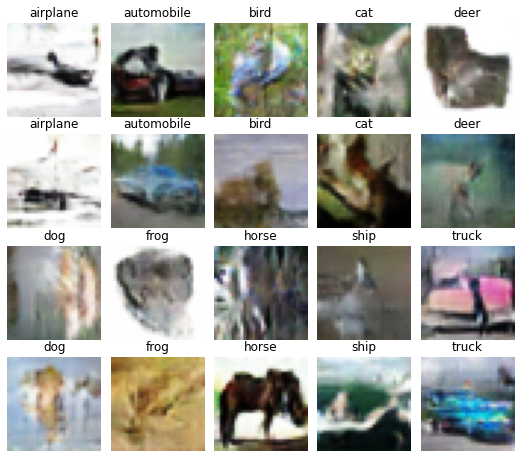 airplane automobile bird cat deer
airplane automobile bird cat deer
dog frog horse ship truck
dog frog horse ship truck